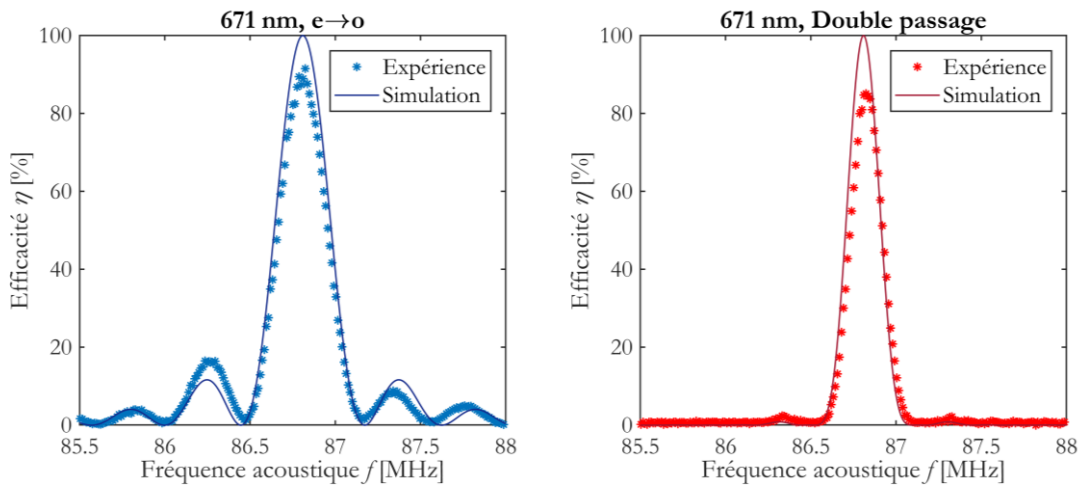 671 nm, e→o
100
80
60
40
20
0
85.5
86
86.5
87
87.5
88
Efficacité η [%]
Fréquence acoustique f [MHz]
Expérience
Simulation
671 nm, Double passage
100
80
60
40
20
0
85.5
86
86.5
87
87.5
88
Efficacité η [%]
Fréquence acoustique f [MHz]
Expérience
Simulation